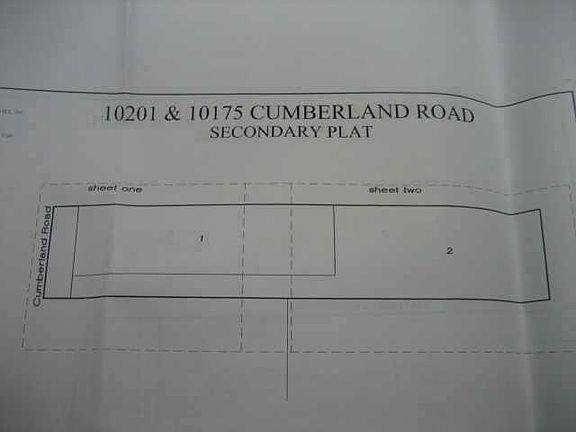 10201 & 10175 CUMBERLAND ROAD
SECONDARY PLAT
sheet one
sheet two
Cumberland Road
1
2